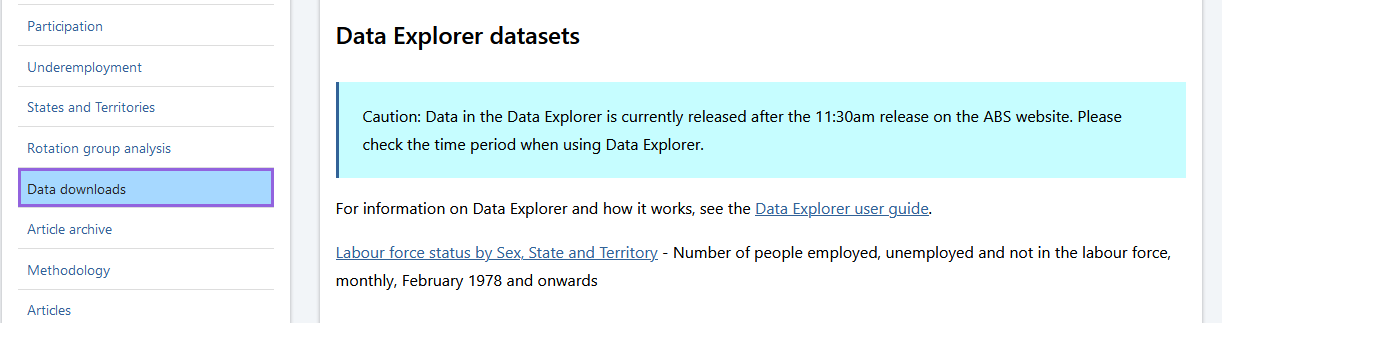 Participation
Underemployment
States and Territories
Rotation group analysis
Data downloads
Article archive
Methodology
Articles
Data Explorer datasets
Caution: Data in the Data Explorer is currently released after the 11:30am release on the ABS website. Please
check the time period when using Data Explorer.
For information on Data Explorer and how it works, see the Data Explorer user guide.
Labour force status by Sex, State and Territory - Number of people employed, unemployed and not in the labour force,
monthly, February 1978 and onwards